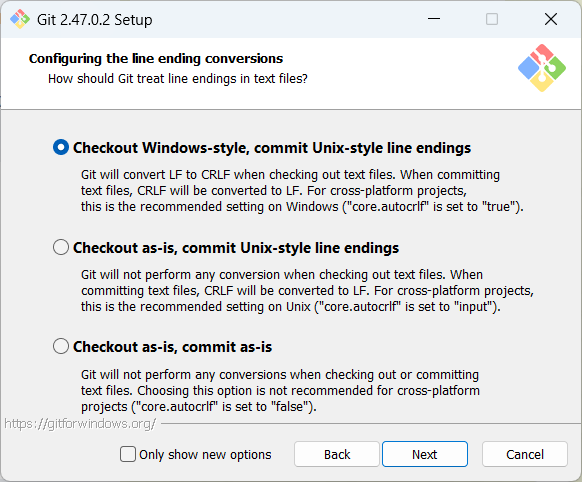 Git 2.47.0.2 Setup
Configuring the line ending conversions
How should Git treat line endings in text files?
Checkout Windows-style, commit Unix-style line endings
Git will convert LF to CRLF when checking out text files. When committing
text files, CRLF will be converted to LF. For cross-platform projects,
this is the recommended setting on Windows ("core.autocrlf" is set to "true").
Checkout as-is, commit Unix-style line endings
Git will not perform any conversion when checking out text files. When
committing text files, CRLF will be converted to LF. For cross-platform projects,
this is the recommended setting on Unix ("core.autocrlf" is set to "input").
Checkout as-is, commit as-is
Git will not perform any conversions when checking out or committing
text files. Choosing this option is not recommended for cross-platform
projects ("core.autocrlf" is set to "false").
https://gitforwindows.org/
Only show new options
Back
Next
Cancel